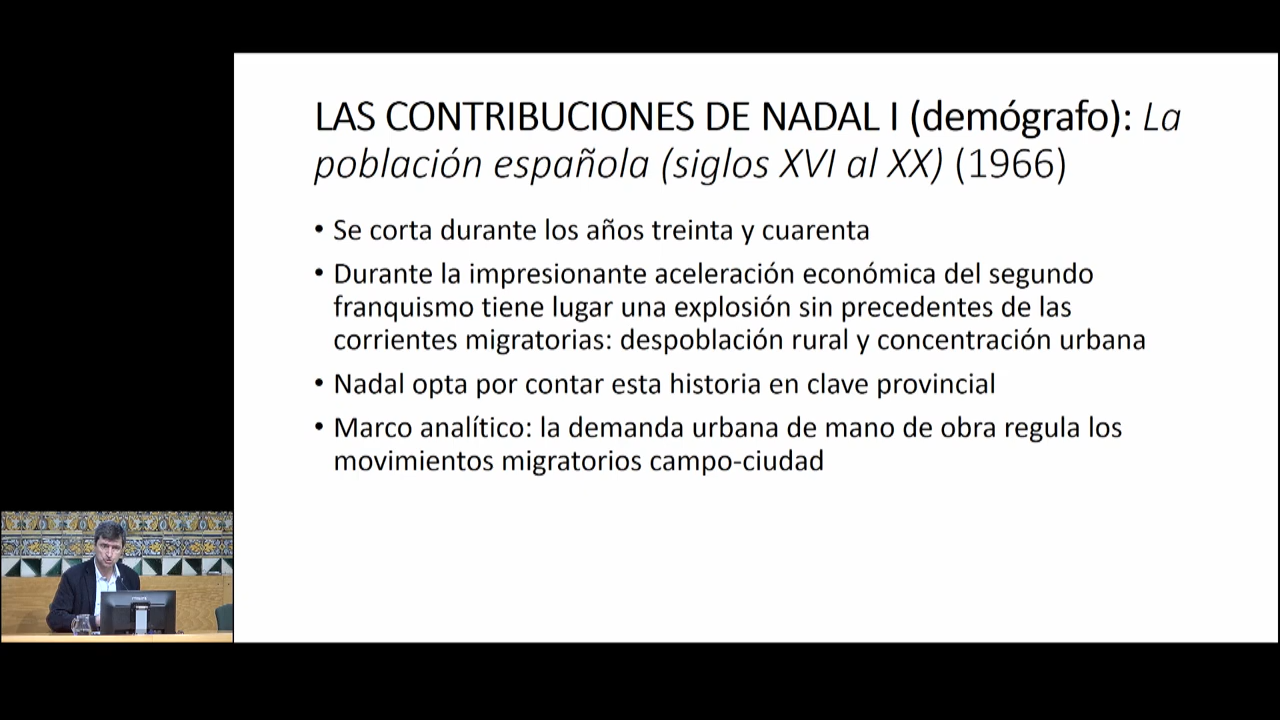 LAS CONTRIBUCIONES DE NADAL I (demógrafo): La
población española (siglos XVI al XX) (1966)
• Se corta durante los años treinta y cuarenta
• Durante la impresionante aceleración económica del segundo
franquismo tiene lugar una explosión sin precedentes de las
corrientes migratorias: despoblación rural y concentración urbana
• Nadal opta por contar esta historia en clave provincial
• Marco analítico: la demanda urbana de mano de obra regula los
movimientos migratorios campo-ciudad